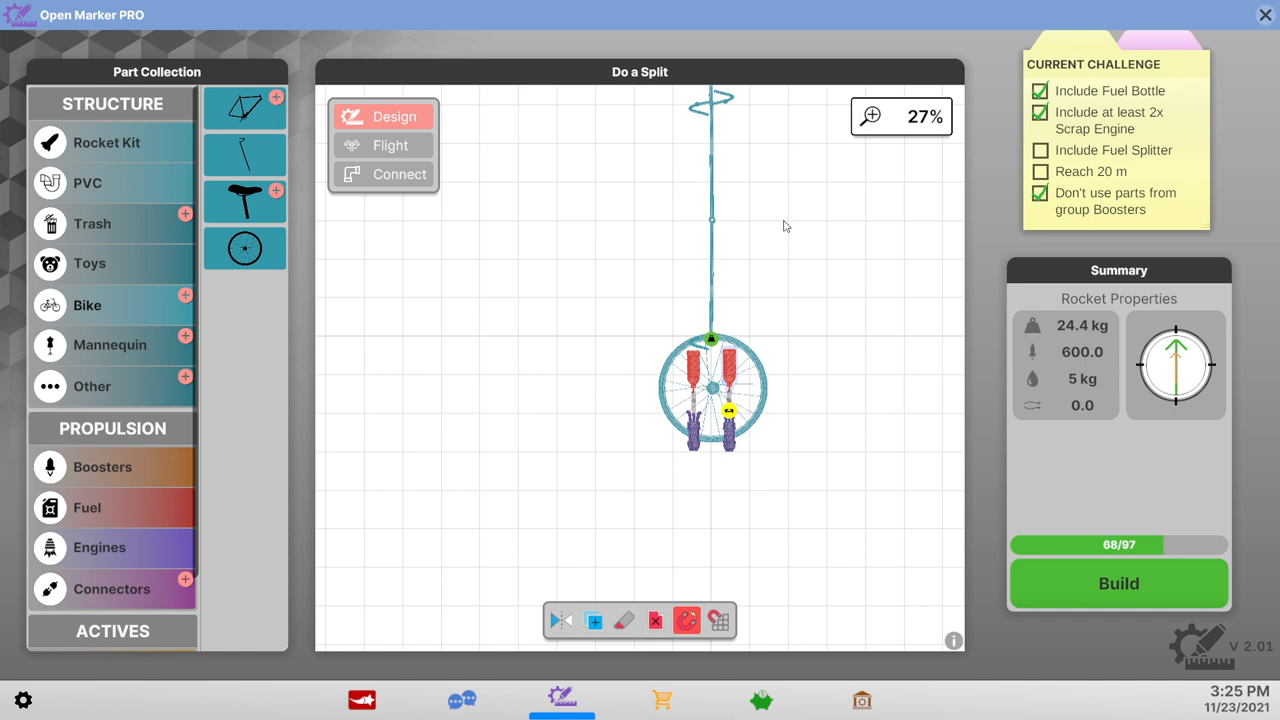 Open Marker PRO
Part Collection
STRUCTURE
Rocket Kit
PVC
Trash
Toys
Bike
Mannequin
Other
PROPULSION
Boosters
Fuel
Engines
Connectors
ACTIVES
Do a Split
Design
Flight
Connect
27%
CURRENT CHALLENGE
Include Fuel Bottle
Include at least 2x
Scrap Engine
Include Fuel Splitter
Reach 20 m
Don't use parts from
group Boosters
Summary
Rocket Properties
24.4 kg
600.0
5 kg
0.0
68/97
Build
V 2.01
3:25 PM
11/23/2021